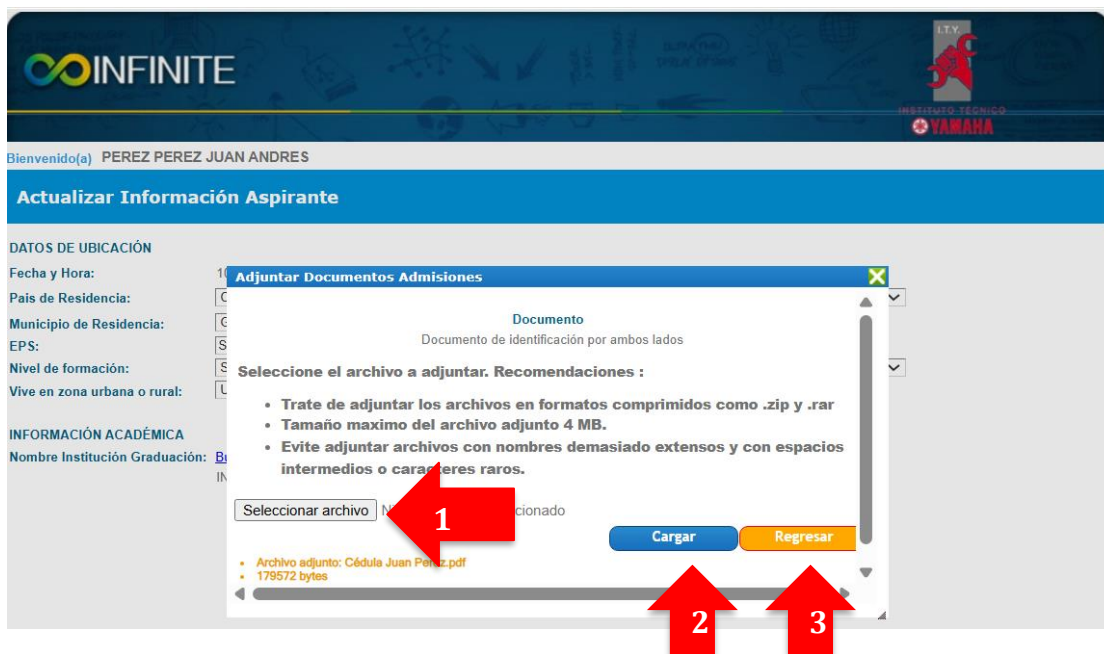 INFINITE
I.T.Y.
INSTITUTO TECNICO
YAMAHA
Bienvenido(a) PEREZ PEREZ JUAN ANDRES
Actualizar Información Aspirante
DATOS DE UBICACIÓN
Fecha y Hora: 10
Pais de Residencia: C
Municipio de Residencia: G
EPS: S
Nivel de formación: S
Vive en zona urbana o rural: U
INFORMACIÓN ACADÉMICA
Nombre Institución Graduación: Bu
IN
Adjuntar Documentos Admisiones
Documento
Documento de identificación por ambos lados
Seleccione el archivo a adjuntar. Recomendaciones :
• Trate de adjuntar los archivos en formatos comprimidos como .zip y .rar
• Tamaño maximo del archivo adjunto 4 MB.
• Evite adjuntar archivos con nombres demasiado extensos y con espacios
intermedios o caracteres raros.
Seleccionar archivo
1
Cargar Regresar
• Archivo adjunto: Cédula Juan Perez.pdf
• 179572 bytes
2 3